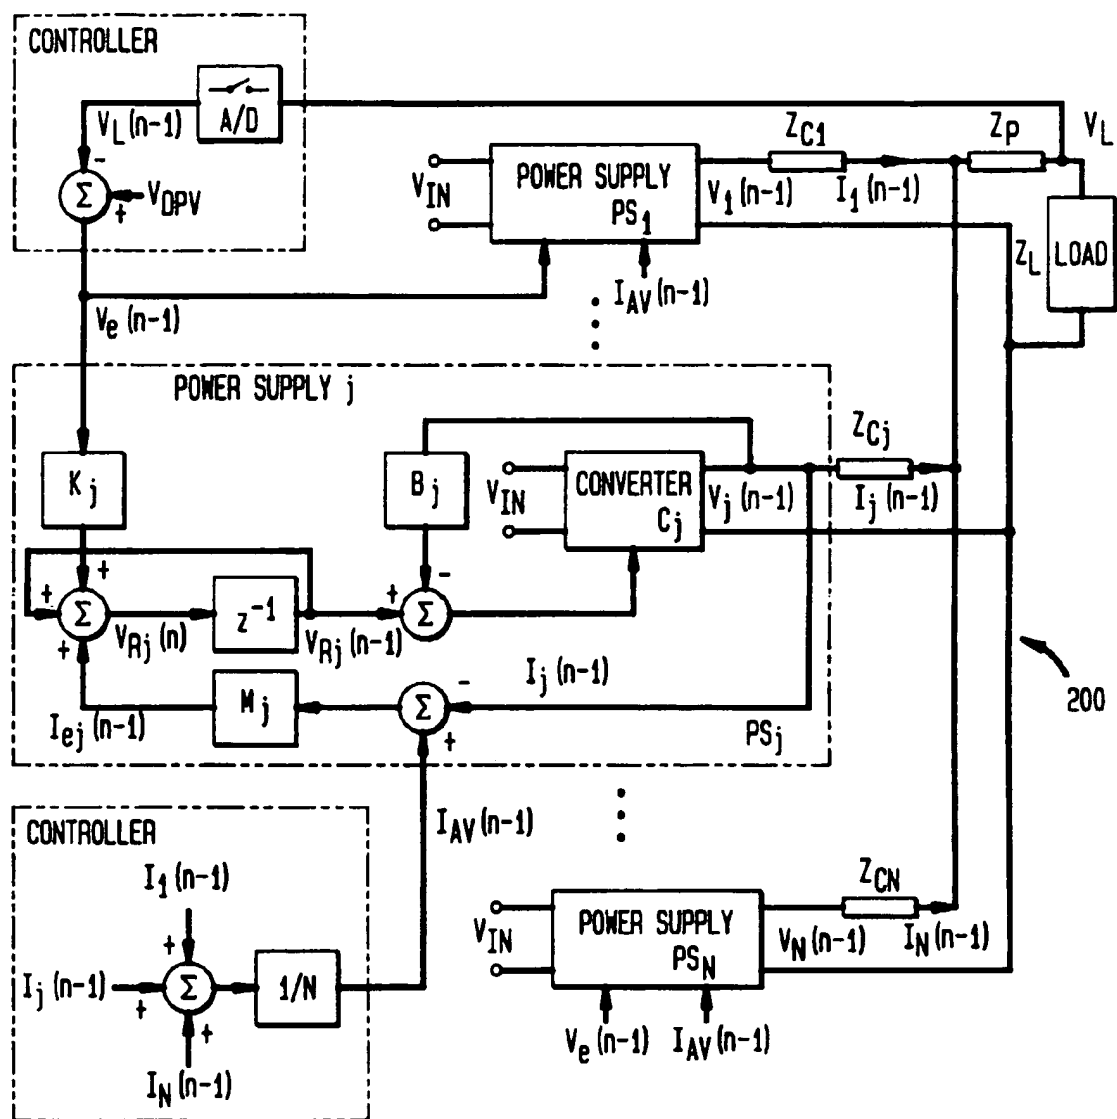 CONTROLLER
A/D
V_L(n-1)
-
Σ
+
V_DPV
V_e(n-1)
V_IN
POWER SUPPLY
PS_1
V_1(n-1)
Z_C1
I_1(n-1)
Z_P
V_L
Z_L
LOAD
I_AV(n-1)
POWER SUPPLY j
K_j
B_j
V_IN
CONVERTER
C_j
V_j(n-1)
Z_Cj
I_j(n-1)
+
+
Σ
+
V_Rj(n)
z^-1
V_Rj(n-1)
+
-
Σ
I_ej(n-1)
M_j
Σ
-
+
I_j(n-1)
PS_j
200
CONTROLLER
I_1(n-1)
+
I_j(n-1)
+
Σ
+
I_N(n-1)
1/N
I_AV(n-1)
V_IN
POWER SUPPLY
PS_N
Z_CN
V_N(n-1)
I_N(n-1)
V_e(n-1)
I_AV(n-1)